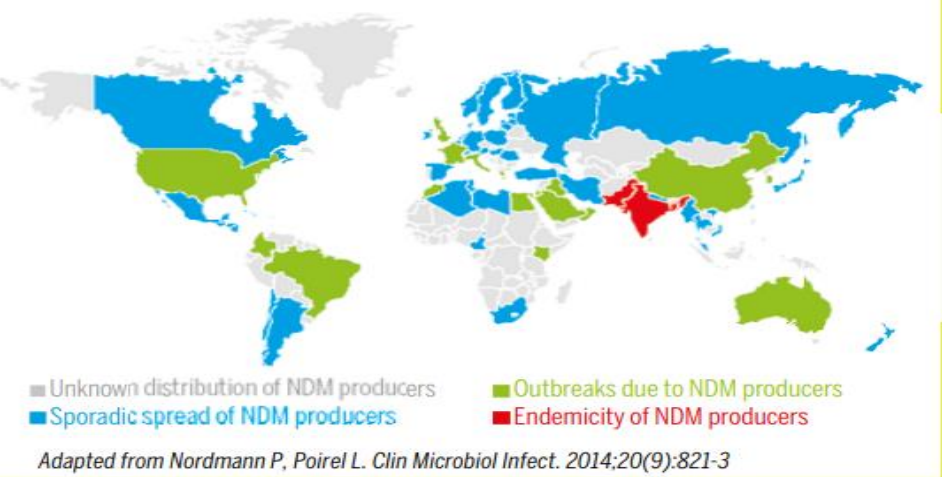 Unknown distribution of NDM producers
Outbreaks due to NDM producers
Sporadic spread of NDM producers
Endemicity of NDM producers
Adapted from Nordmann P, Poirel L. Clin Microbiol Infect. 2014;20(9):821-3